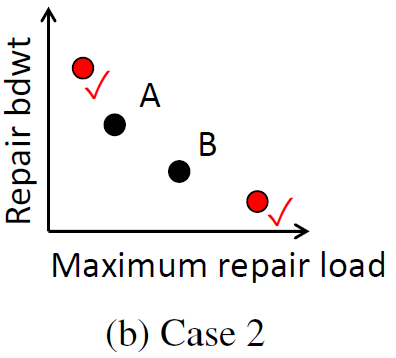 Repair bdwt
✓
A
B
✓
Maximum repair load
(b) Case 2